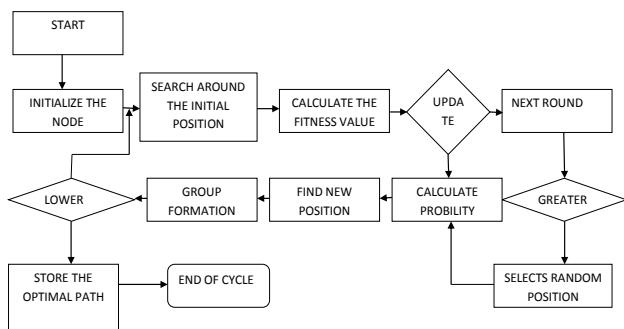 START
INITIALIZE THE
NODE
SEARCH AROUND
THE INITIAL
POSITION
CALCULATE THE
FITNESS VALUE
UPDA
TE
NEXT ROUND
LOWER
GROUP
FORMATION
FIND NEW
POSITION
CALCULATE
PROBILITY
GREATER
STORE THE
OPTIMAL PATH
END OF CYCLE
SELECTS RANDOM
POSITION